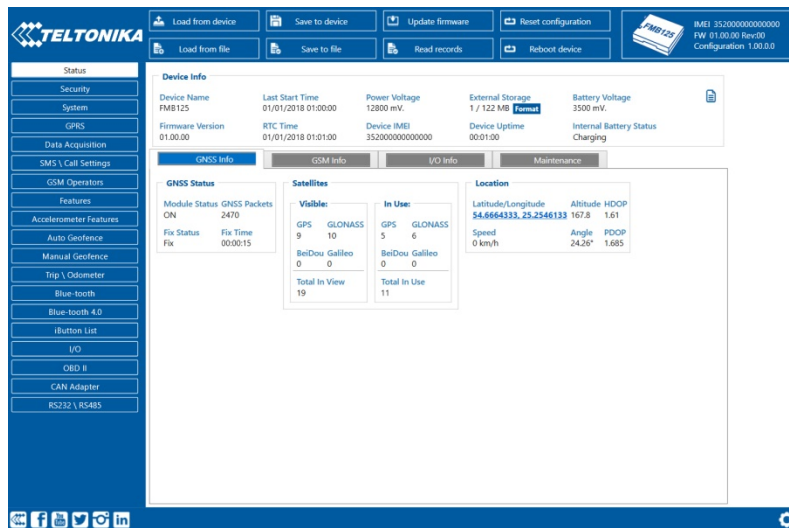 TELTONIKA
Load from device
Save to device
Update firmware
Reset configuration
Load from file
Save to file
Read records
Reboot device
FMB125
IMEI 352000000000000
FW 01.00.00 Rev:00
Configuration 1.00.0.0
Status
Security
System
GPRS
Data Acquisition
SMS \ Call Settings
GSM Operators
Features
Accelerometer Features
Auto Geofence
Manual Geofence
Trip \ Odometer
Blue-tooth
Blue-tooth 4.0
iButton List
I/O
OBD II
CAN Adapter
RS232 \ RS485
Device Info
Device Name Last Start Time Power Voltage External Storage Battery Voltage
FMB125 01/01/2018 01:00:00 12800 mV. 1 / 122 MB Format 3500 mV.
Firmware Version RTC Time Device IMEI Device Uptime Internal Battery Status
01.00.00 01/01/2018 01:01:00 352000000000000 00:01:00 Charging
GNSS Info GSM Info I/O Info Maintenance
GNSS Status
Module Status GNSS Packets
ON 2470
Fix Status Fix Time
Fix 00:00:15
Satellites
Visible:
GPS GLONASS
9 10
BeiDou Galileo
0 0
Total In View
19
In Use:
GPS GLONASS
5 6
BeiDou Galileo
0 0
Total In Use
11
Location
Latitude/Longitude Altitude HDOP
54.6664333, 25.2546133 167.8 1.61
Speed Angle PDOP
0 km/h 24.26° 1.685